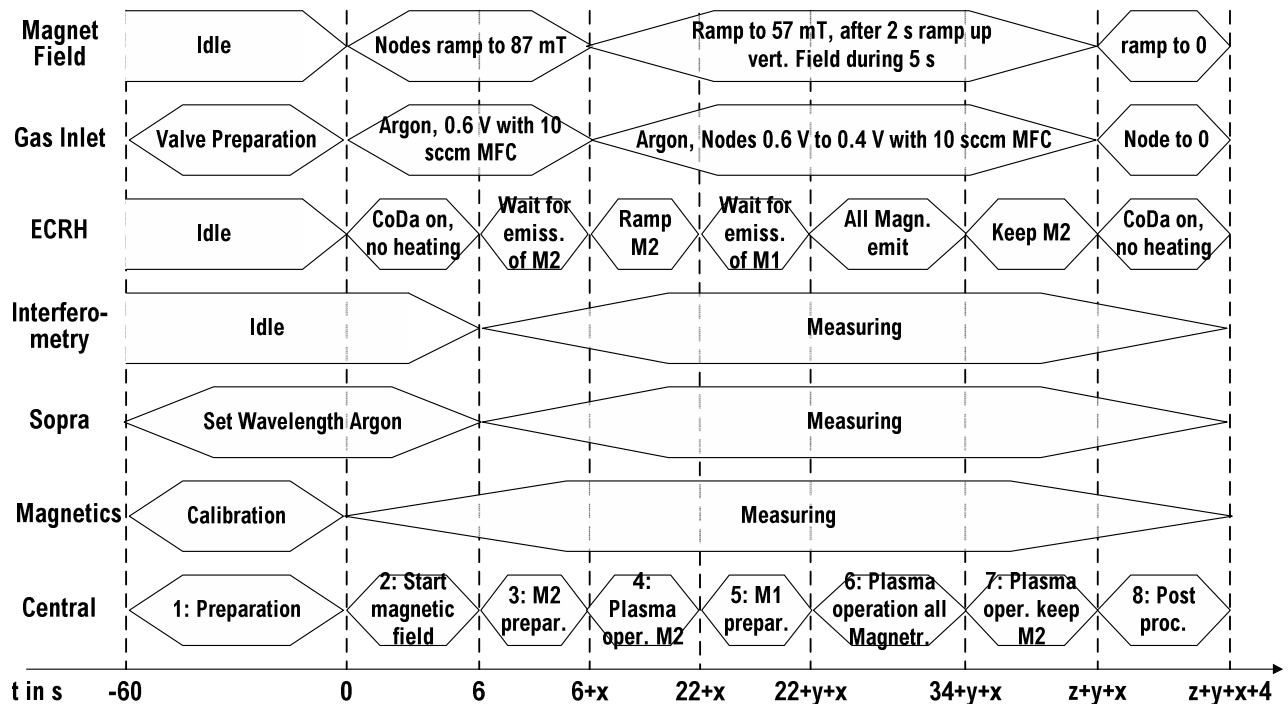 Magnet
Field
Idle
Nodes ramp to 87 mT
Ramp to 57 mT, after 2 s ramp up
vert. Field during 5 s
ramp to 0
Gas Inlet
Valve Preparation
Argon, 0.6 V with 10
sccm MFC
Argon, Nodes 0.6 V to 0.4 V with 10 sccm MFC
Node to 0
ECRH
Idle
CoDa on,
no heating
Wait for
emiss.
of M2
Ramp
M2
Wait for
emiss.
of M1
All Magn.
emit
Keep M2
CoDa on,
no heating
Interfero-
metry
Idle
Measuring
Sopra
Set Wavelength Argon
Measuring
Magnetics
Calibration
Measuring
Central
1: Preparation
2: Start
magnetic
field
3: M2
prepar.
4:
Plasma
oper. M2
5: M1
prepar.
6: Plasma
operation all
Magnetr.
7: Plasma
oper. keep
M2
8: Post
proc.
t in s
-60
0
6
6+x
22+x
22+y+x
34+y+x
z+y+x
z+y+x+4